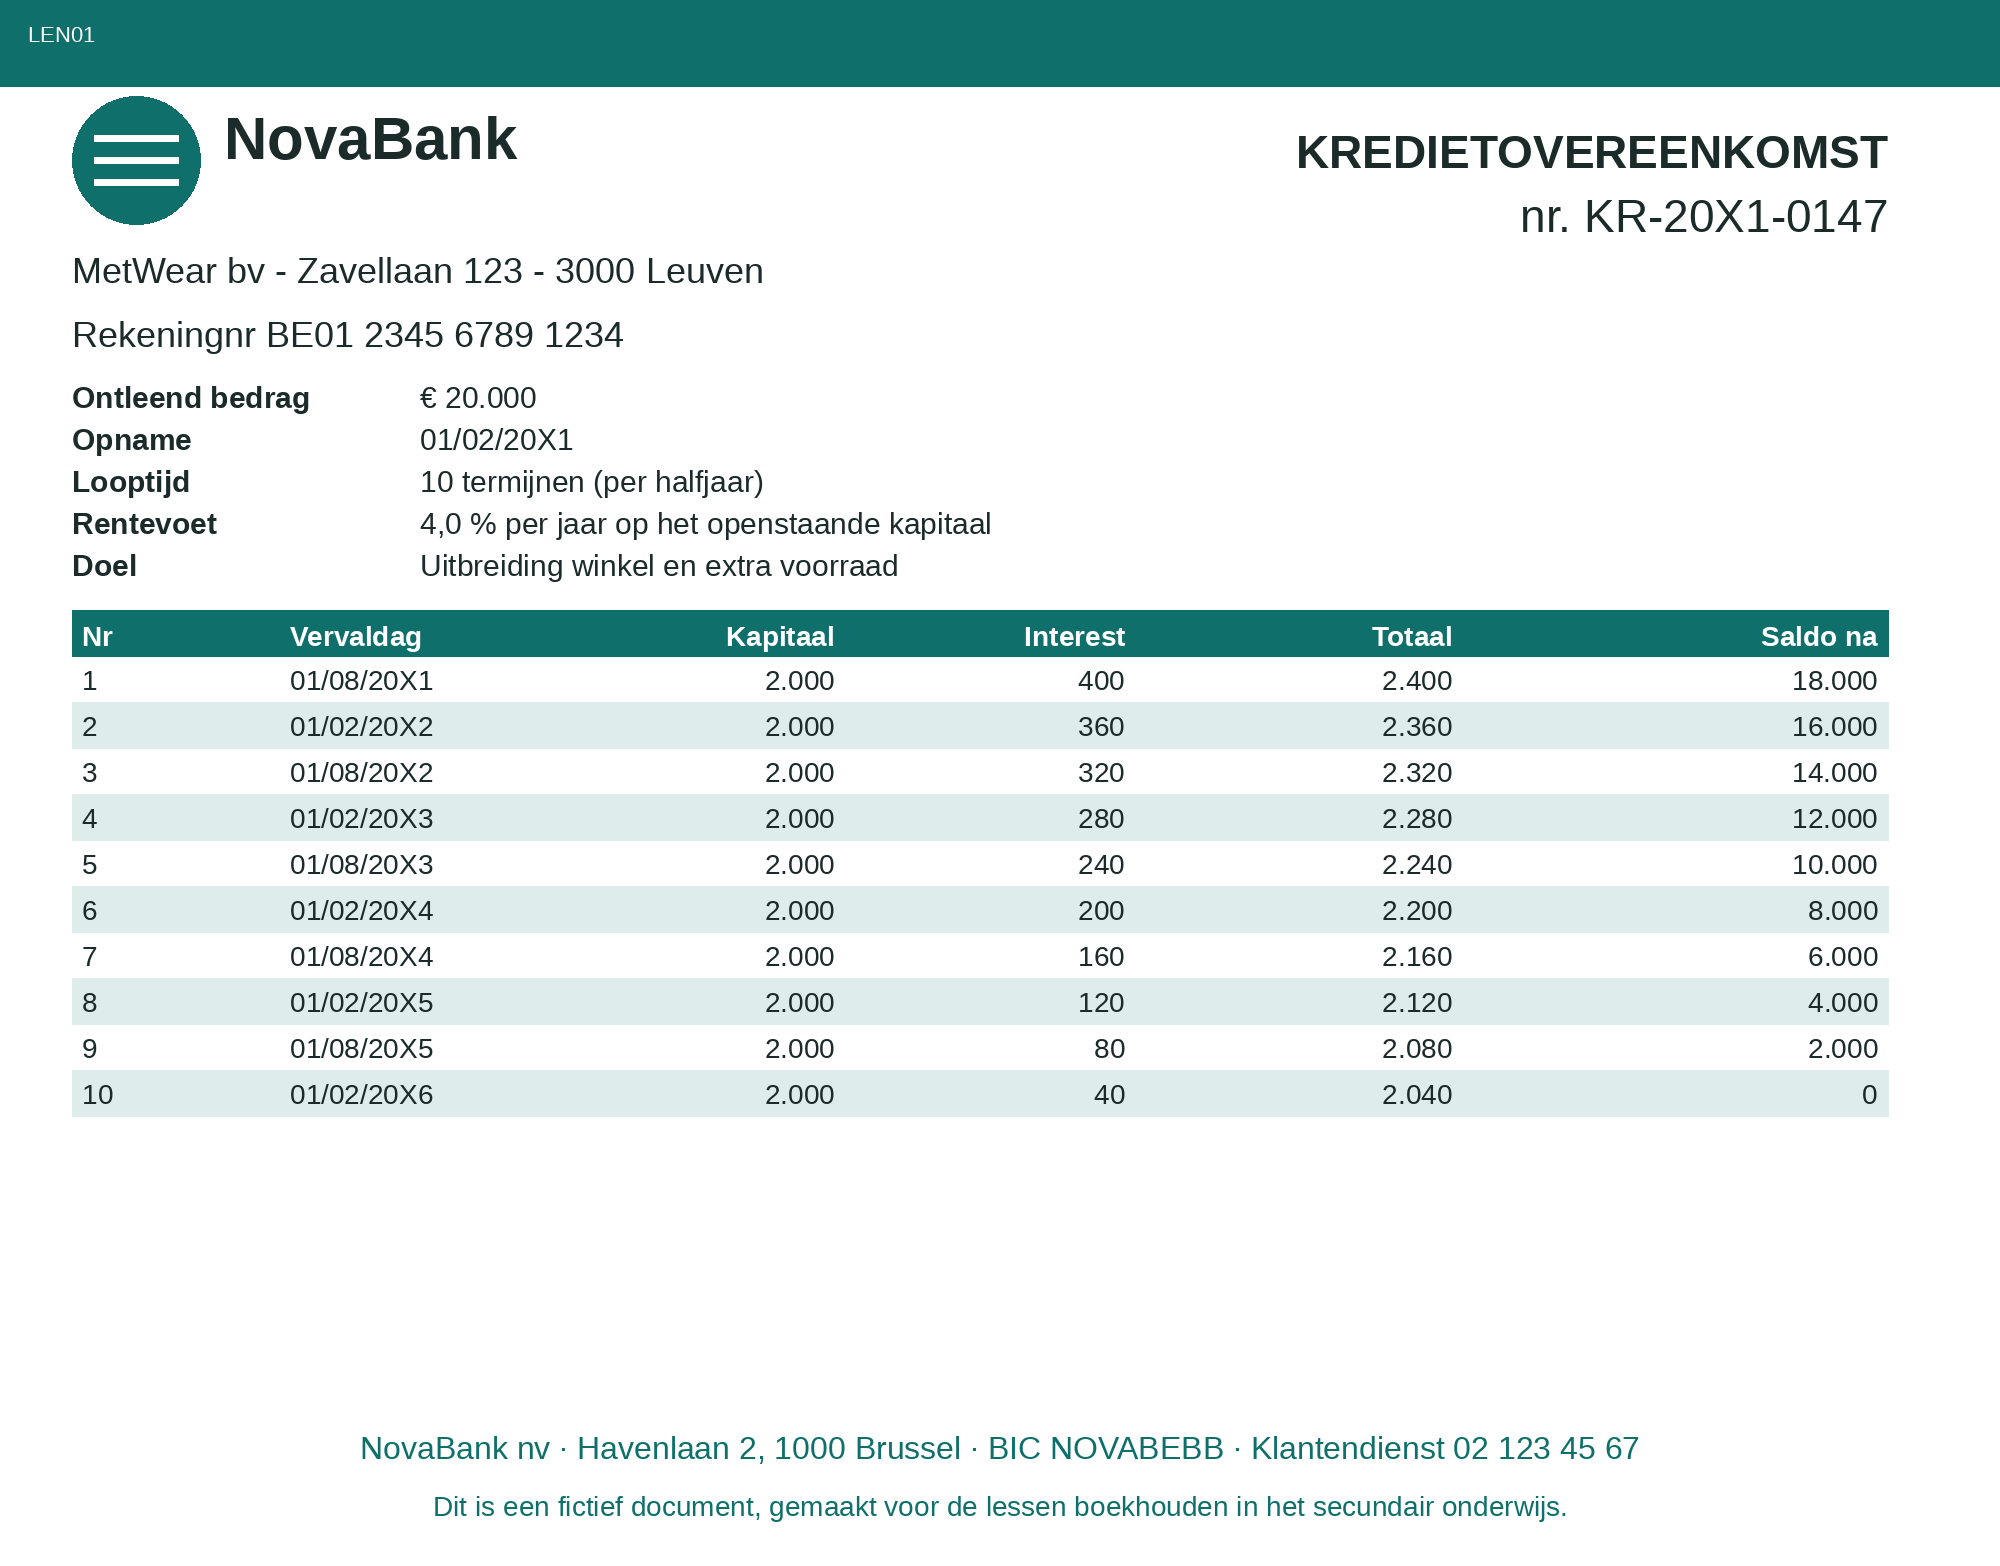 LEN01
NovaBank
KREDIETOVEREENKOMST
nr. KR-20X1-0147
MetWear bv - Zavellaan 123 - 3000 Leuven
Rekeningnr BE01 2345 6789 1234
Ontleend bedrag € 20.000
Opname 01/02/20X1
Looptijd 10 termijnen (per halfjaar)
Rentevoet 4,0 % per jaar op het openstaande kapitaal
Doel Uitbreiding winkel en extra voorraad
Nr Vervaldag Kapitaal Interest Totaal Saldo na
1 01/08/20X1 2.000 400 2.400 18.000
2 01/02/20X2 2.000 360 2.360 16.000
3 01/08/20X2 2.000 320 2.320 14.000
4 01/02/20X3 2.000 280 2.280 12.000
5 01/08/20X3 2.000 240 2.240 10.000
6 01/02/20X4 2.000 200 2.200 8.000
7 01/08/20X4 2.000 160 2.160 6.000
8 01/02/20X5 2.000 120 2.120 4.000
9 01/08/20X5 2.000 80 2.080 2.000
10 01/02/20X6 2.000 40 2.040 0
NovaBank nv · Havenlaan 2, 1000 Brussel · BIC NOVABEBB · Klantendienst 02 123 45 67
Dit is een fictief document, gemaakt voor de lessen boekhouden in het secundair onderwijs.